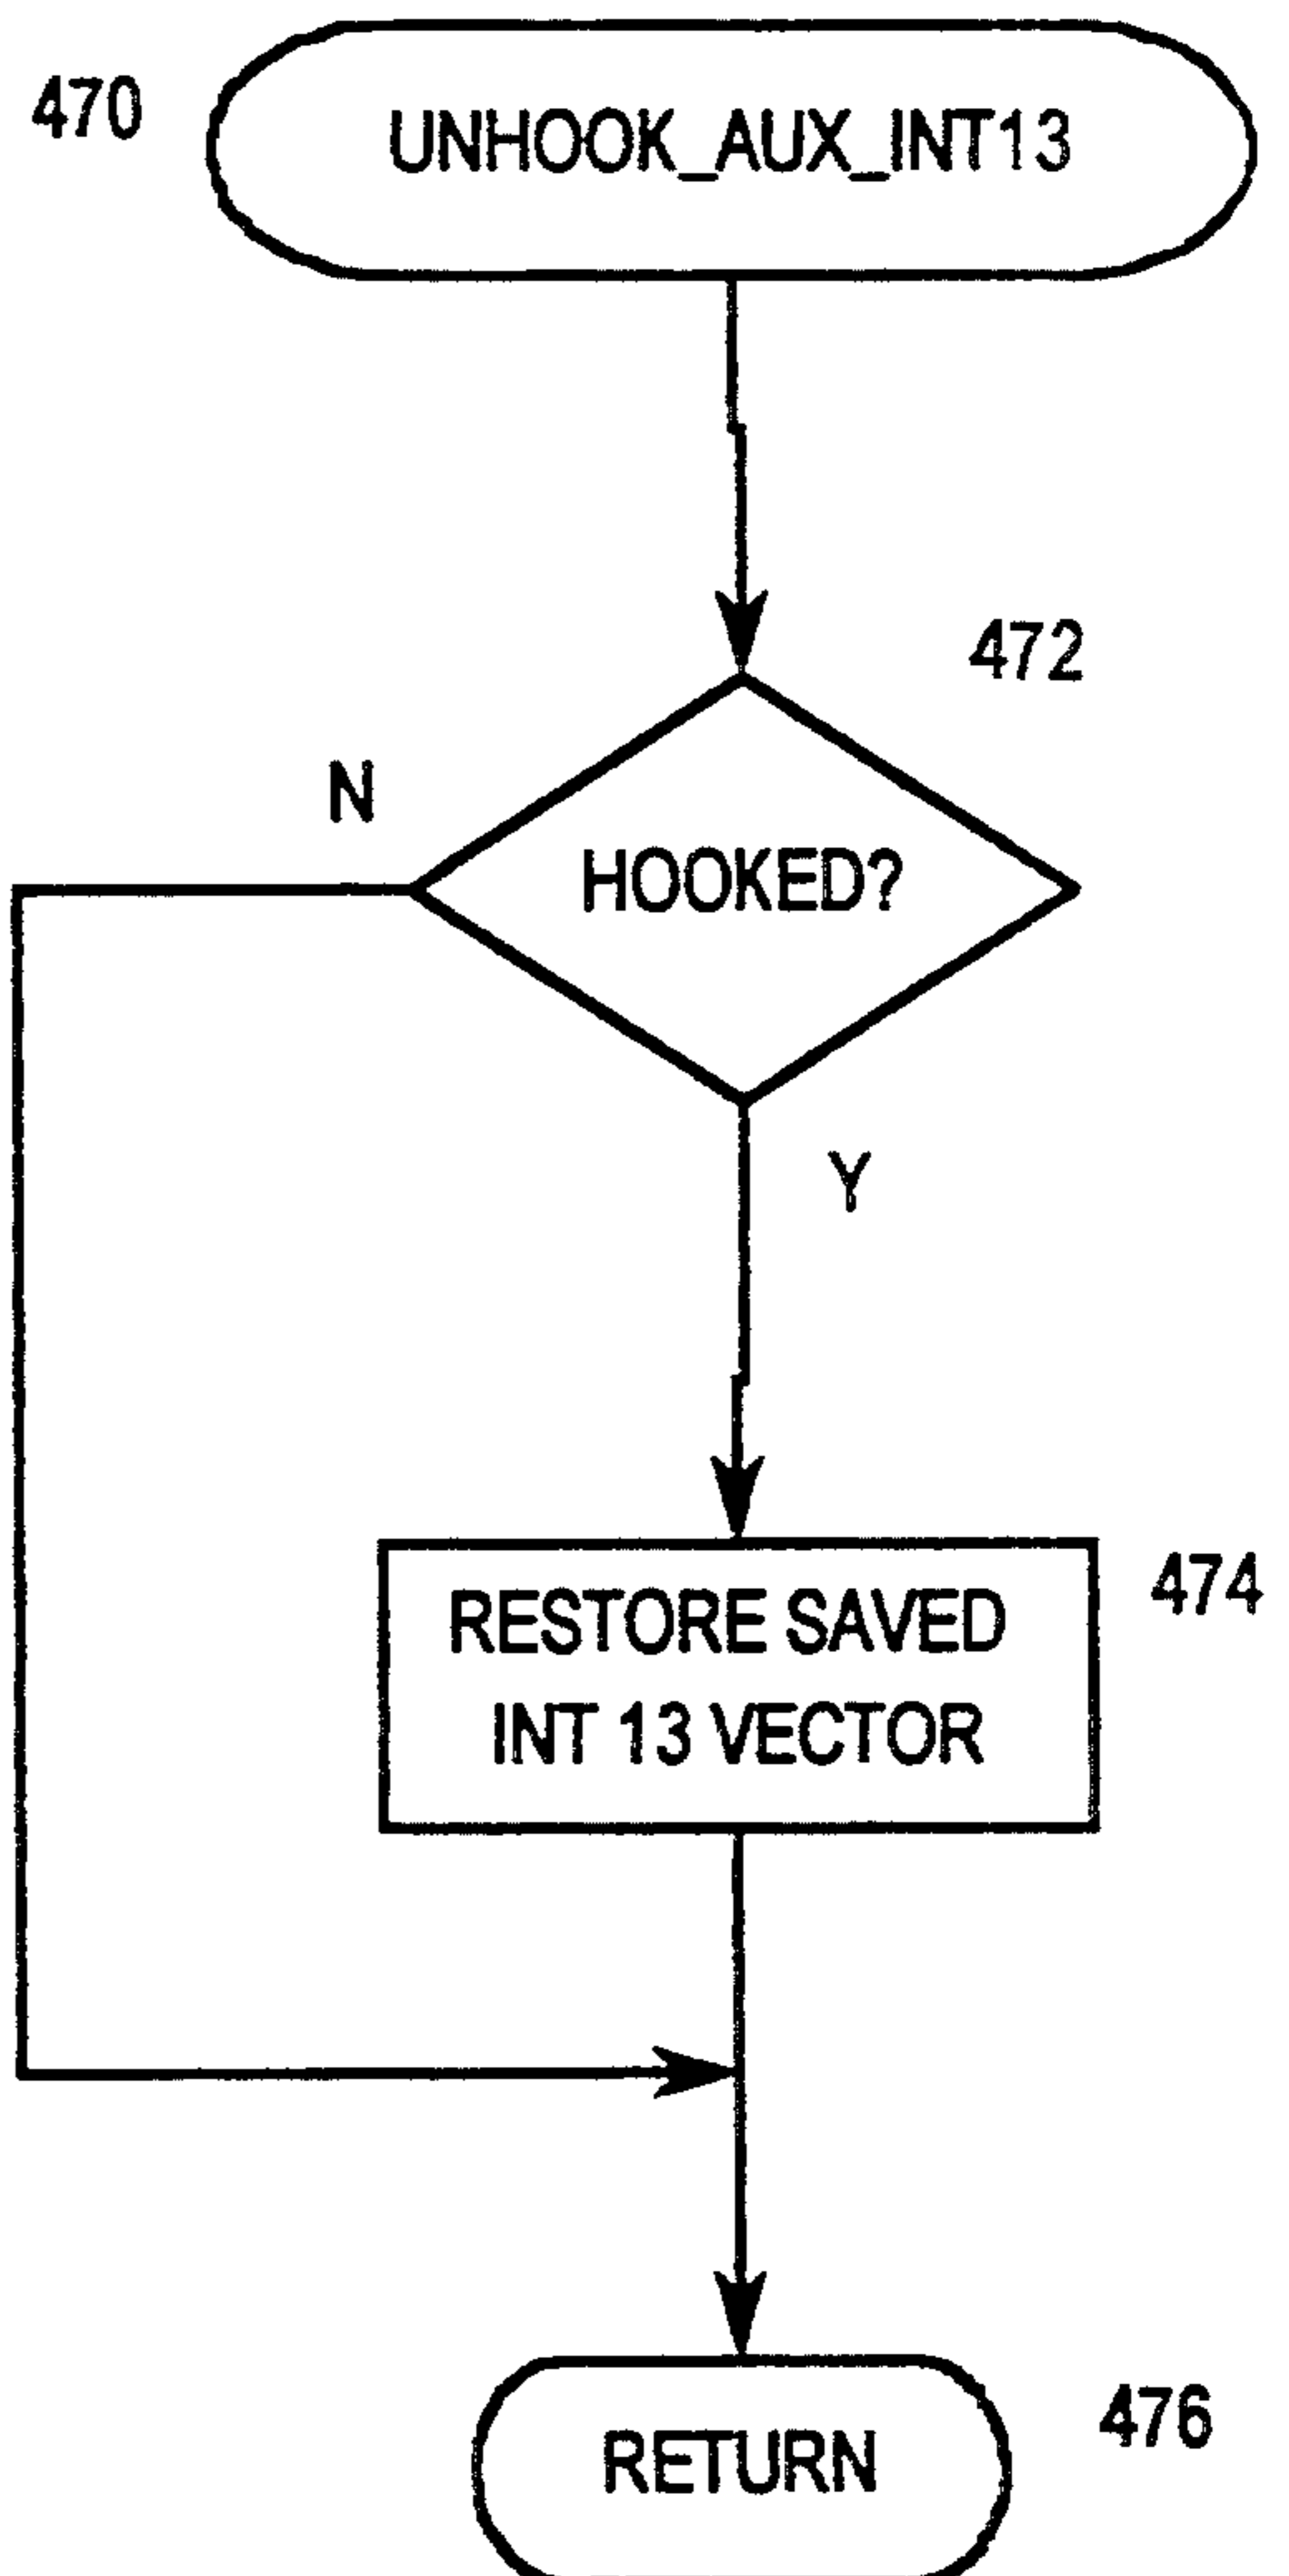 470
UNHOOK_AUX_INT13
472
N
HOOKED?
Y
RESTORE SAVED
INT 13 VECTOR
474
RETURN
476